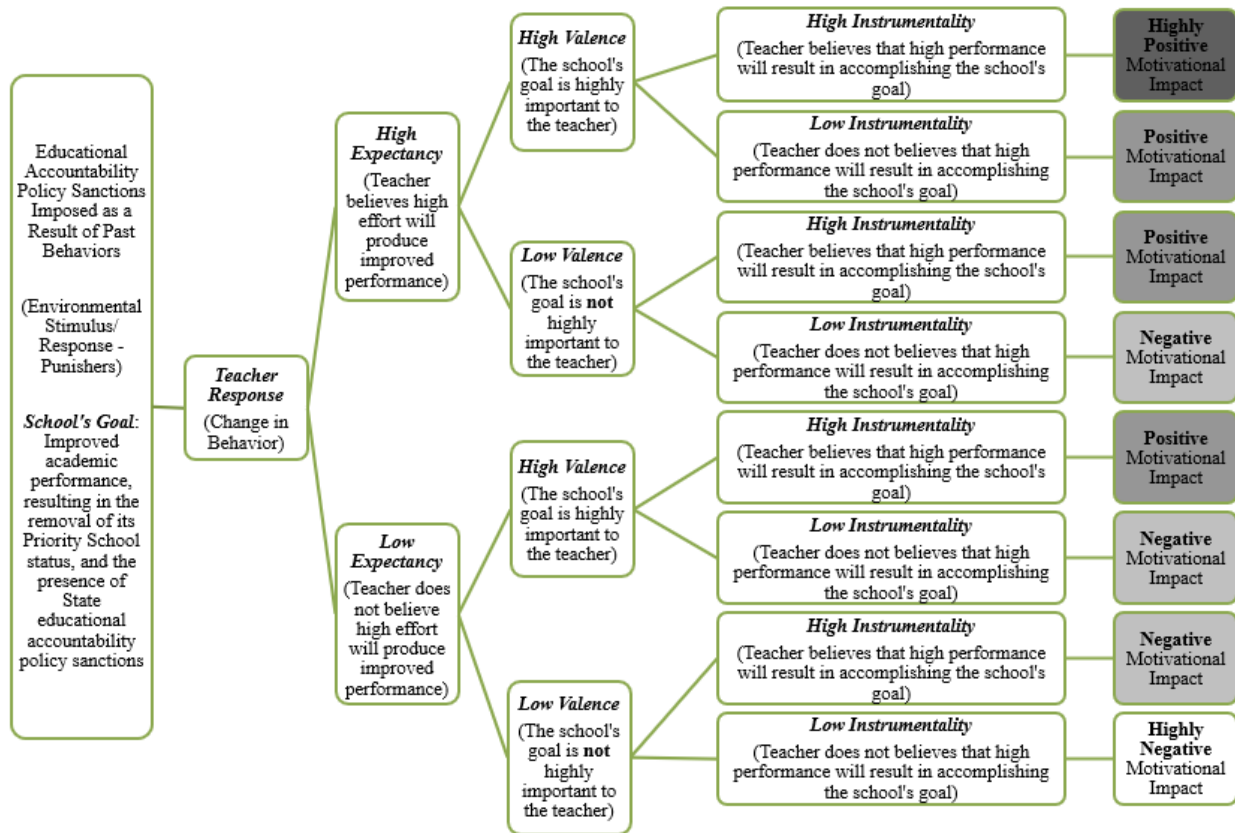 Educational
Accountability
Policy Sanctions
Imposed as a
Result of Past
Behaviors
(Environmental
Stimulus/
Response -
Punishers)
School's Goal:
Improved
academic
performance,
resulting in the
removal of its
Priority School
status, and the
presence of
State
educational
accountability
policy sanctions
Teacher
Response
(Change in
Behavior)
High
Expectancy
(Teacher
believes high
effort will
produce
improved
performance)
High Valence
(The school's
goal is highly
important to
the teacher)
High Instrumentality
(Teacher believes that high performance
will result in accomplishing the school's
goal)
Highly
Positive
Motivational
Impact
Low Instrumentality
(Teacher does not believes that high
performance will result in accomplishing
the school's goal)
Positive
Motivational
Impact
Low Valence
(The school's
goal is not
highly
important to
the teacher)
High Instrumentality
(Teacher believes that high performance
will result in accomplishing the school's
goal)
Positive
Motivational
Impact
Low Instrumentality
(Teacher does not believes that high
performance will result in accomplishing
the school's goal)
Negative
Motivational
Impact
Low
Expectancy
(Teacher does
not believe
high effort
will produce
improved
performance)
High Valence
(The school's
goal is highly
important to
the teacher)
High Instrumentality
(Teacher believes that high performance
will result in accomplishing the school's
goal)
Positive
Motivational
Impact
Low Instrumentality
(Teacher does not believes that high
performance will result in accomplishing
the school's goal)
Negative
Motivational
Impact
Low Valence
(The school's
goal is not
highly
important to
the teacher)
High Instrumentality
(Teacher believes that high performance
will result in accomplishing the school's
goal)
Negative
Motivational
Impact
Low Instrumentality
(Teacher does not believes that high
performance will result in accomplishing the
school's goal)
Highly
Negative
Motivational
Impact